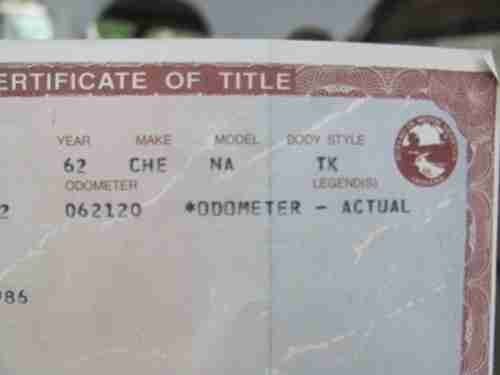 ERTIFICATE OF TITLE
YEAR MAKE MODEL BODY STYLE
62 CHE NA TK
ODOMETER LEGEND(S)
2 062120 *ODOMETER - ACTUAL
986